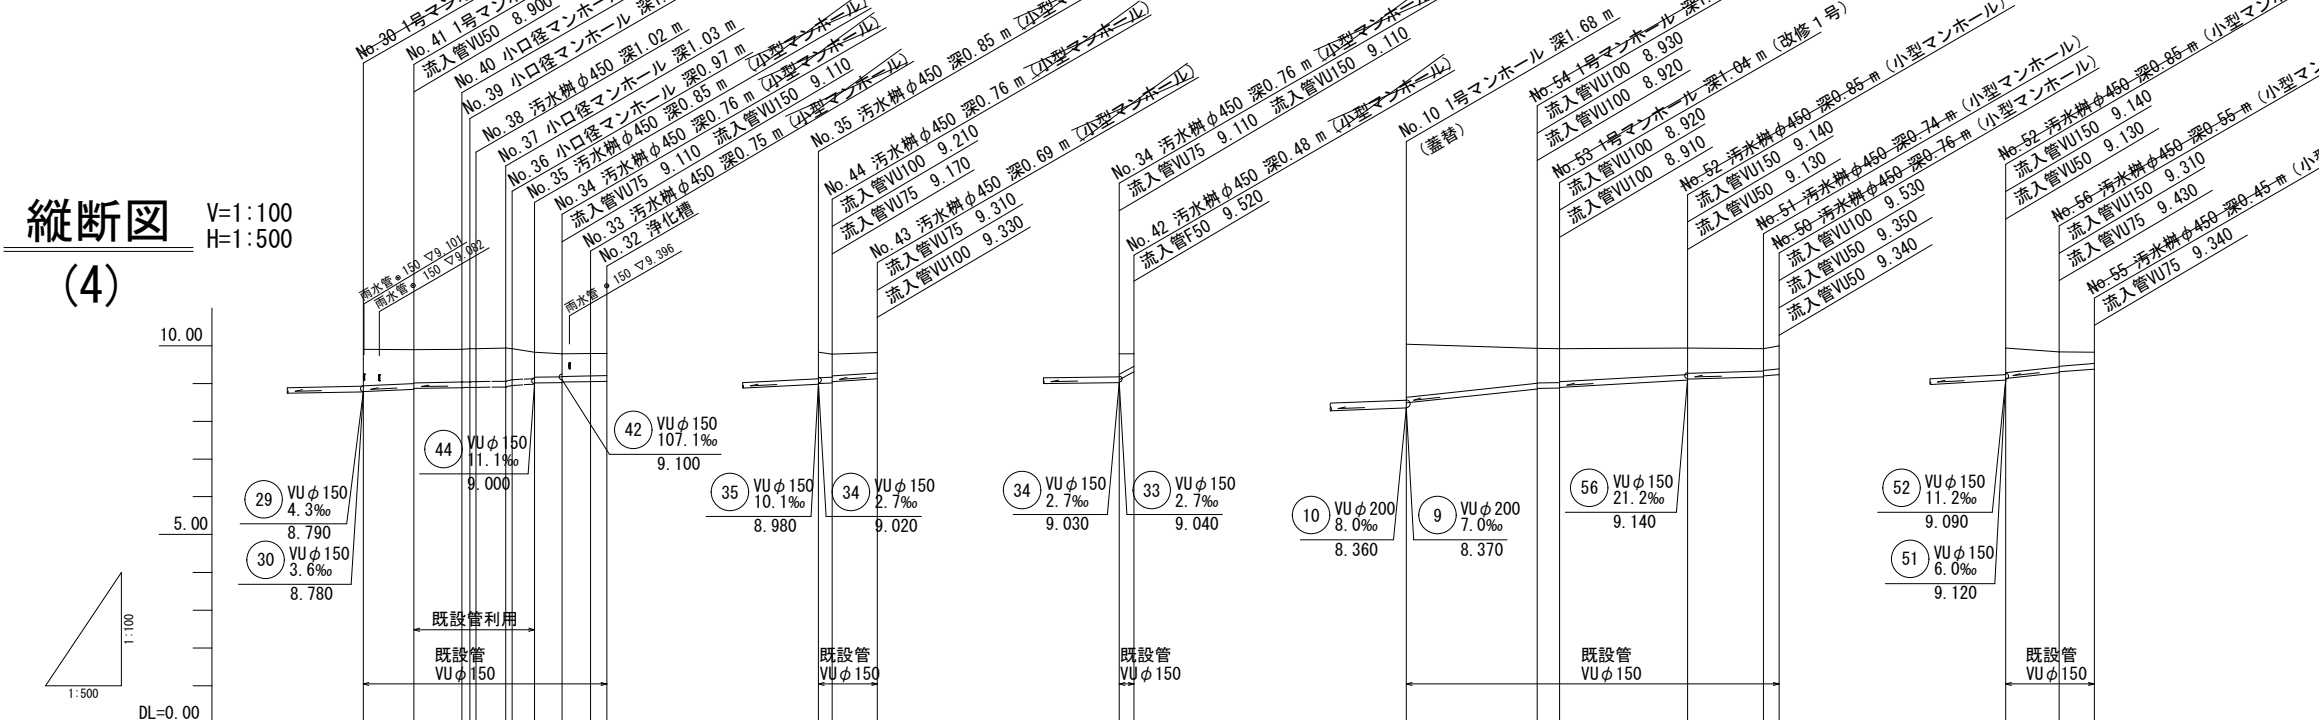 縦断図
V=1:100
H=1:500
(4)
No.30 1号マンホ
No.41 1号マン
流入管VU50 8.900
No.40 小口径マンホー
No.39 小口径マンホール 深1.
No.38 汚水桝φ450 深1.02 m
No.37 小口径マンホール 深1.03 m
No.36 小口径マンホール 深0.97 m
No.35 汚水桝φ450 深0.85 m (小型マンホール)
No.34 汚水桝φ450 深0.76 m (小型マンホール)
流入管VU75 9.110 流入管VU150 9.110
No.33 汚水桝φ450 深0.75 m (小型マンホール)
No.32 浄化槽
雨水管 150 ▽9.101
雨水管 150 ▽9.082
雨水管 150 ▽9.396
No.35 汚水桝φ450 深0.85 m (小型マン
No.44 汚水桝φ450 深0.76 m (小型マンホール)
流入管VU100 9.210
流入管VU75 9.170
No.43 汚水桝φ450 深0.69 m (小型マンホール)
流入管VU75 9.310
流入管VU100 9.330
No.34 汚水桝φ450 深0.76 m (小型マンホール
流入管VU75 9.110 流入管VU150 9.110
No.42 汚水桝φ450 深0.48 m (小型マンホール)
流入管F50 9.520
No.10 1号マンホール 深1.68 m
(蓋替)
No.54 1号マンホール 深1.
流入管VU100 8.930
流入管VU100 8.920
No.53 1号マンホール 深1.04 m (改修1号)
流入管VU100 8.920
流入管VU100 8.910
No.52 汚水桝φ450 深0.85 m (小型マンホール)
流入管VU150 9.140
流入管VU50 9.130
No.51 汚水桝φ450 深0.74 m (小型マンホール)
No.50 汚水桝φ450 深0.76 m (小型マンホール)
流入管VU100 9.530
流入管VU50 9.350
流入管VU50 9.340
No.52 汚水桝φ450 深0.85 m (小型マンホ
流入管VU150 9.140
流入管VU50 9.130
No.56 汚水桝φ450 深0.55 m (小型マン
流入管VU150 9.310
流入管VU75 9.430
No.55 汚水桝φ450 深0.45 m (小型
流入管VU75 9.340
10.00
5.00
DL=0.00
1:100
1:500
29 VUφ150
4.3‰
8.790
30 VUφ150
3.6‰
8.780
44 VUφ150
11.1‰
9.000
42 VUφ150
107.1‰
9.100
35 VUφ150
10.1‰
8.980
34 VUφ150
2.7‰
9.020
34 VUφ150
2.7‰
9.030
33 VUφ150
2.7‰
9.040
10 VUφ200
8.0‰
8.360
9 VUφ200
7.0‰
8.370
56 VUφ150
21.2‰
9.140
52 VUφ150
11.2‰
9.090
51 VUφ150
6.0‰
9.120
既設管利用
既設管
VUφ150
既設管
VUφ150
既設管
VUφ150
既設管
VUφ150
既設管
VUφ150